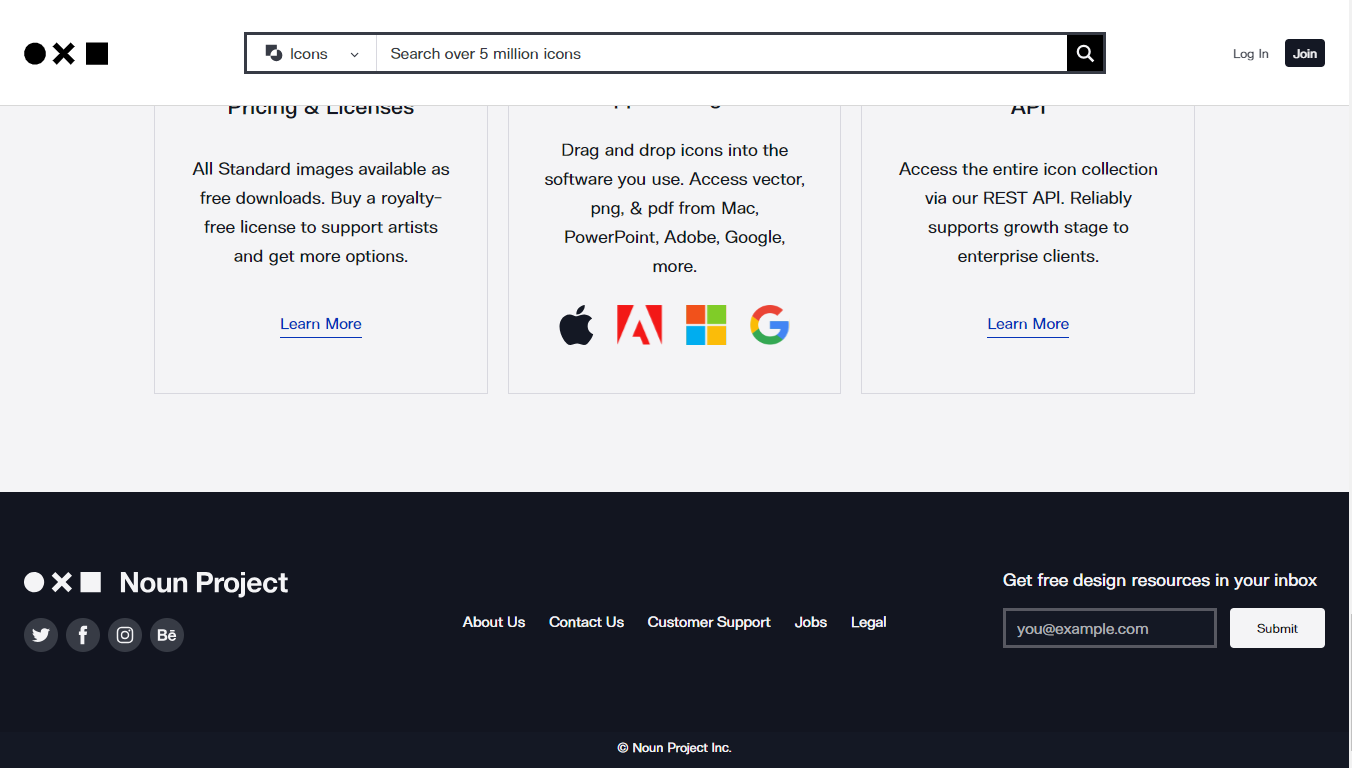 Icons
Search over 5 million icons
Log In
Join
Pricing & Licenses
All Standard images available as
free downloads. Buy a royalty-
free license to support artists
and get more options.
Learn More
Drag and drop icons into the
software you use. Access vector,
png, & pdf from Mac,
PowerPoint, Adobe, Google,
more.
API
Access the entire icon collection
via our REST API. Reliably
supports growth stage to
enterprise clients.
Learn More
Noun Project
Bē
About Us
Contact Us
Customer Support
Jobs
Legal
Get free design resources in your inbox
you@example.com
Submit
© Noun Project Inc.